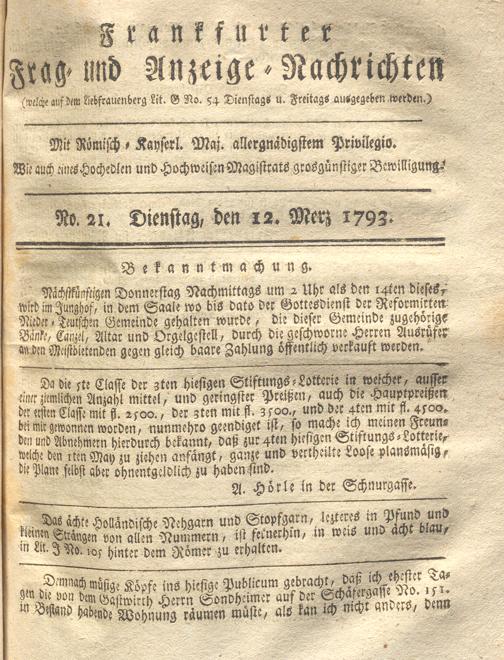 Frankfurter
Frag- und Anzeige-Nachrichten
(welche auf dem Liebfrauenberg Lit. G No. 54 Dienstags u. Freitags ausgegeben werden.)
Mit Römisch-Kayserl. Maj. allergnädigstem Privilegio.
Wie auch eines Hochedlen und Hochweisen Magistrats grosgünstiger Bewilligung.
No. 21. Dienstag, den 12. Merz 1793.
Bekanntmachung.
Nächstkünftigen Donnerstag Nachmittags um 2 Uhr als den 14ten dieses,
wird im Junghof, in dem Saale wo bis dato der Gottesdienst der Reformirten
Nieder-Teutschen Gemeinde gehalten wurde, die dieser Gemeinde zugehörige
Bänke, Canzel, Altar und Orgelgestell, durch die geschworne Herren Ausrüfer
an den Meistbietenden gegen gleich baare Zahlung öffentlich verkauft werden.
Da die 5te Classe der 3ten hiesigen Stiftungs-Lotterie in welcher, ausser
einer ziemlichen Anzahl mittel, und geringster Preißen, auch die Hauptpreißen
der ersten Classe mit fl. 2500., der 3ten mit fl. 3500., und der 4ten mit fl. 4500.
bei mir gewonnen worden, nunmehro geendiget ist, so mache ich meinen Freun-
den und Abnehmern hierdurch bekannt, daß zur 4ten hiesigen Stiftungs-Lotterie,
welche den 1ten May zu ziehen anfängt, ganze und vertheilte Loose plansmäsig,
die Plane selbst aber ohnentgeldlich zu haben sind.
A. Hörle in der Schnurgasse.
Das ächte Holländische Nehgarn und Stopfgarn, lezteres in Pfund und
kleinen Strängen von allen Nummern, ist fernerhin, in weis und ächt blau,
in Lit. J No. 105 hinter dem Römer zu erhalten.
Demnach müsige Köpfe ins hiesige Publicum gebracht, daß ich ehester Ta-
gen die von dem Gastwirth Herrn Sondheimer auf der Schäfergasse No. 151.
in Bestand habende Wohnung räumen müste, als kan ich nicht anders, denn